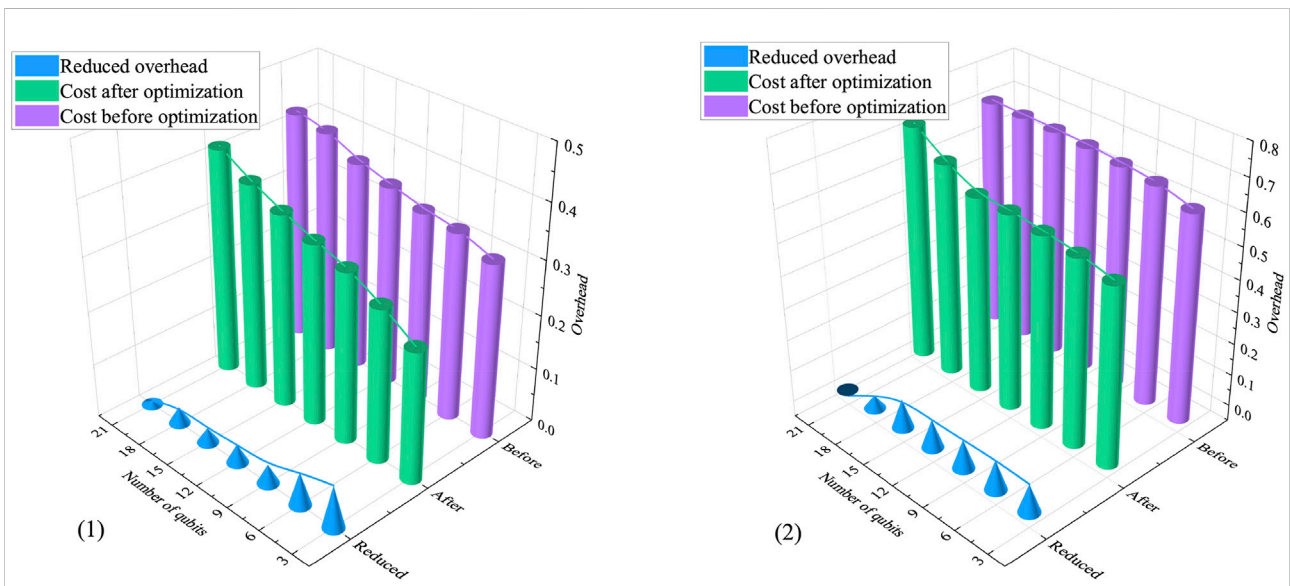 Reduced overhead
Cost after optimization
Cost before optimization
0.5
0.4
0.3
0.2
0.1
0.0
Overhead
21
18
15
12
9
6
3
Number of qubits
Before
After
Reduced
(1)
Reduced overhead
Cost after optimization
Cost before optimization
0.8
0.7
0.6
0.5
0.4
0.3
0.2
0.1
0.0
Overhead
21
18
15
12
9
6
3
Number of qubits
Before
After
Reduced
(2)